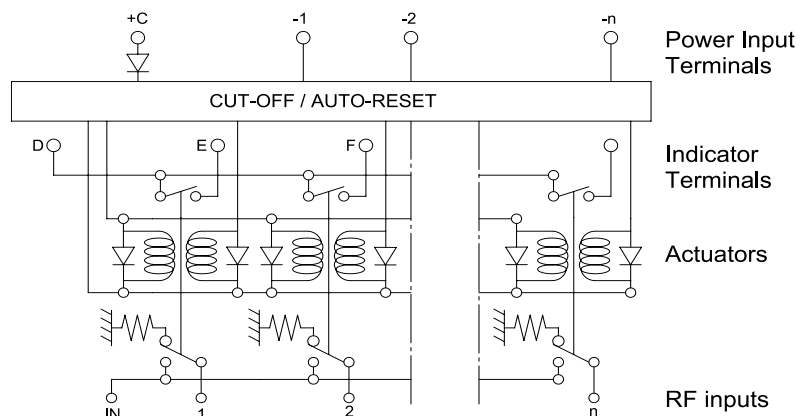 +C -1 -2 -n
Power Input
Terminals
CUT-OFF / AUTO-RESET
D E F
Indicator
Terminals
Actuators
IN 1 2 n
RF inputs